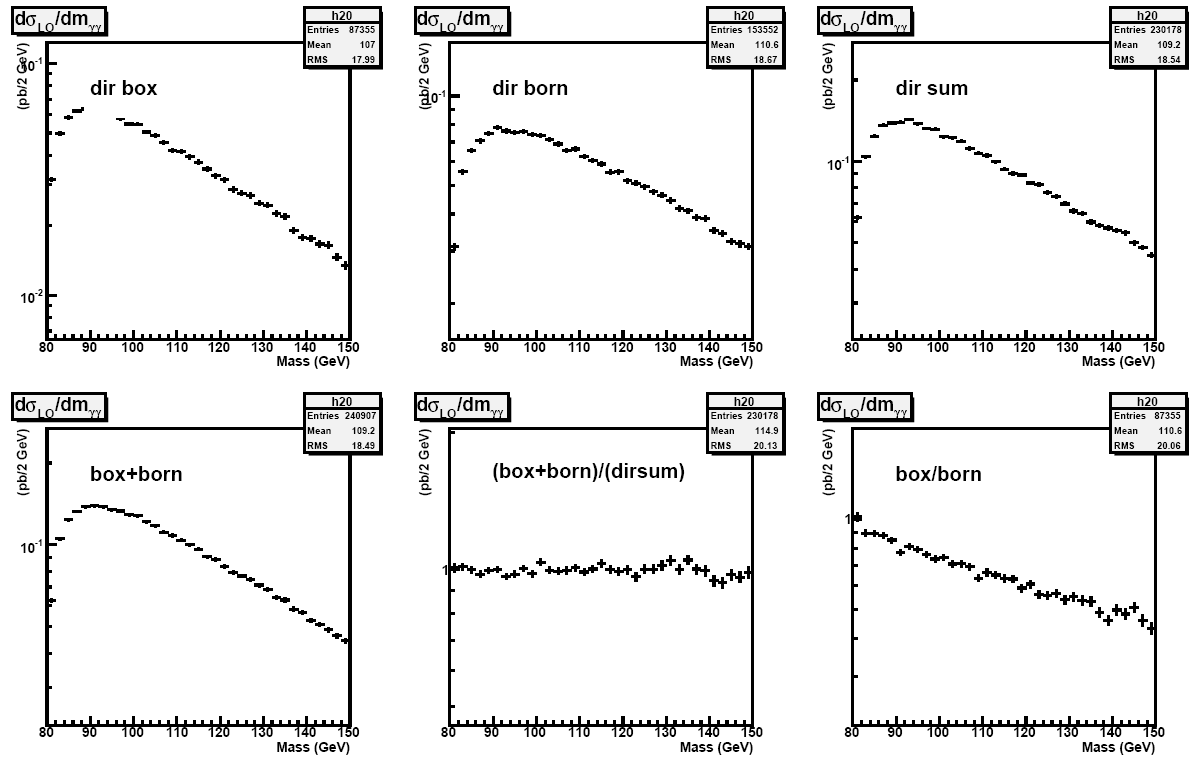 dσLO/dmγγ
h20
Entries 87355
Mean 107
RMS 17.99
(pb/2 GeV)
dir box
10-1
10-2
80 90 100 110 120 130 140 150
Mass (GeV)
dσLO/dmγγ
h20
Entries 153552
Mean 110.6
RMS 18.67
(pb/2 GeV)
dir born
10-1
80 90 100 110 120 130 140 150
Mass (GeV)
dσLO/dmγγ
h20
Entries 230178
Mean 109.2
RMS 18.54
(pb/2 GeV)
dir sum
10-1
80 90 100 110 120 130 140 150
Mass (GeV)
dσLO/dmγγ
h20
Entries 240907
Mean 109.2
RMS 18.49
(pb/2 GeV)
box+born
10-1
80 90 100 110 120 130 140 150
Mass (GeV)
dσLO/dmγγ
h20
Entries 230178
Mean 114.9
RMS 20.13
(pb/2 GeV)
(box+born)/(dirsum)
1
80 90 100 110 120 130 140 150
Mass (GeV)
dσLO/dmγγ
h20
Entries 87355
Mean 110.6
RMS 20.06
(pb/2 GeV)
box/born
1
80 90 100 110 120 130 140 150
Mass (GeV)